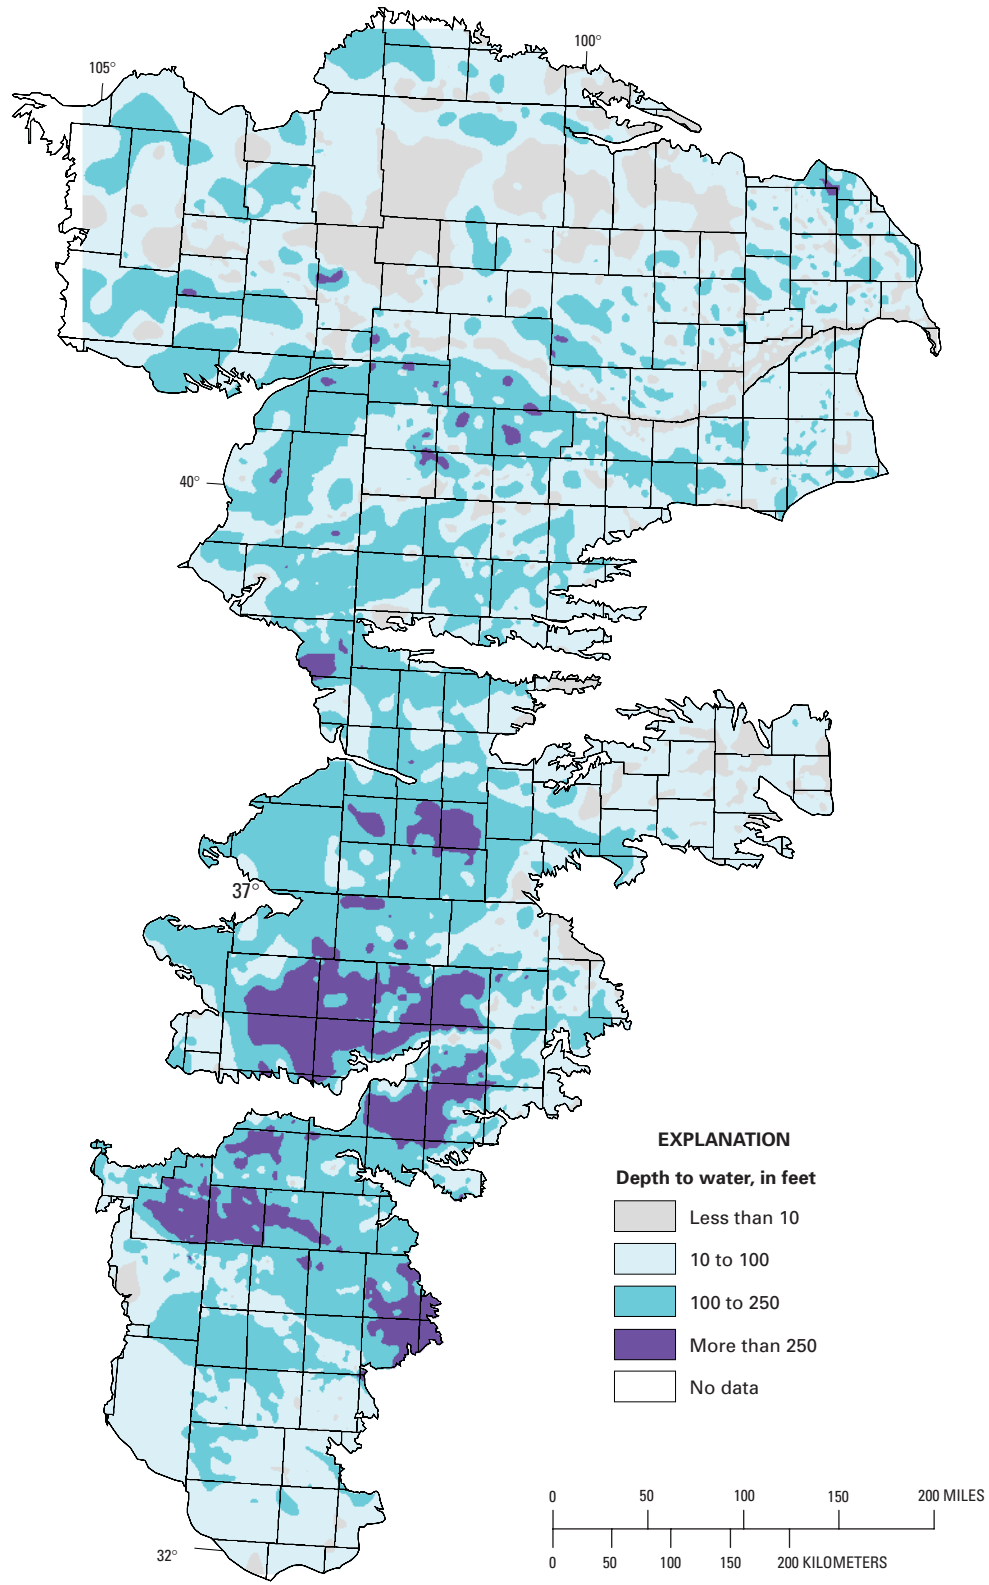 100°
105°
40°
37°
EXPLANATION
Depth to water, in feet
Less than 10
10 to 100
100 to 250
More than 250
No data
0 50 100 150 200 MILES
0 50 100 150 200 KILOMETERS
32°